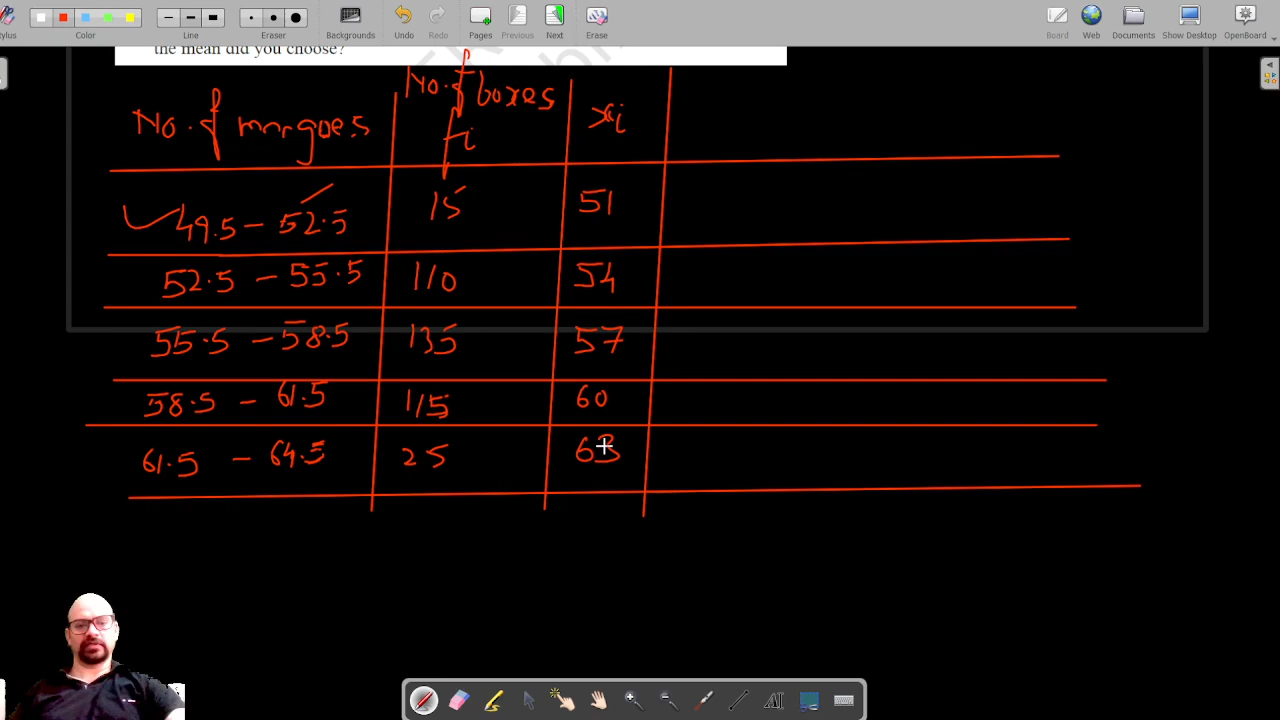 Color
Line
Eraser
Backgrounds
Undo
Redo
Pages
Previous
Next
Erase
Board
Web
Documents
Show Desktop
OpenBoard
the mean did you choose?
No. of mangoes No. of boxes fi xi
49.5 - 52.5 15 51
52.5 - 55.5 110 54
55.5 - 58.5 135 57
58.5 - 61.5 115 60
61.5 - 64.5 25 63